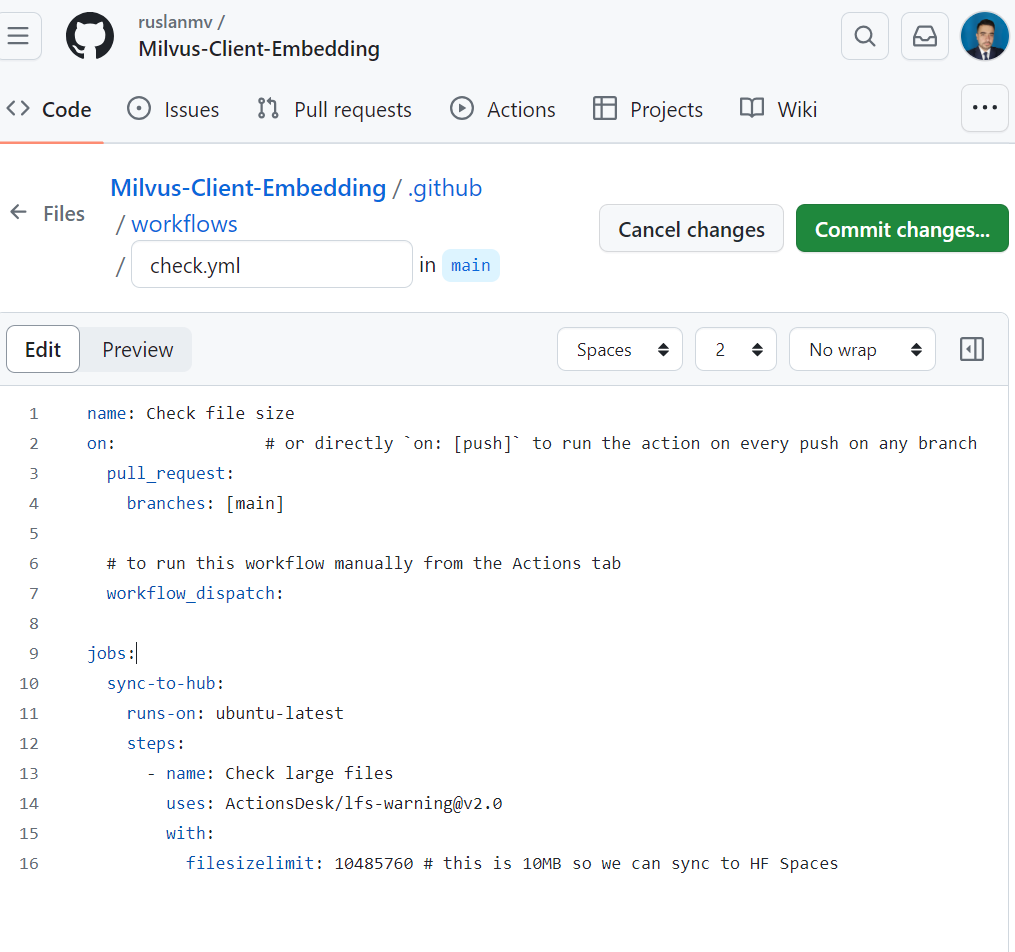 ruslanmv /
Milvus-Client-Embedding
Code Issues Pull requests Actions Projects Wiki
Files
Milvus-Client-Embedding / .github
/ workflows
/ check.yml in main
Cancel changes Commit changes...
Edit Preview Spaces 2 No wrap
1 name: Check file size
2 on: # or directly `on: [push]` to run the action on every push on any branch
3 pull_request:
4 branches: [main]
5
6 # to run this workflow manually from the Actions tab
7 workflow_dispatch:
8
9 jobs:
10 sync-to-hub:
11 runs-on: ubuntu-latest
12 steps:
13 - name: Check large files
14 uses: ActionsDesk/lfs-warning@v2.0
15 with:
16 filesizelimit: 10485760 # this is 10MB so we can sync to HF Spaces